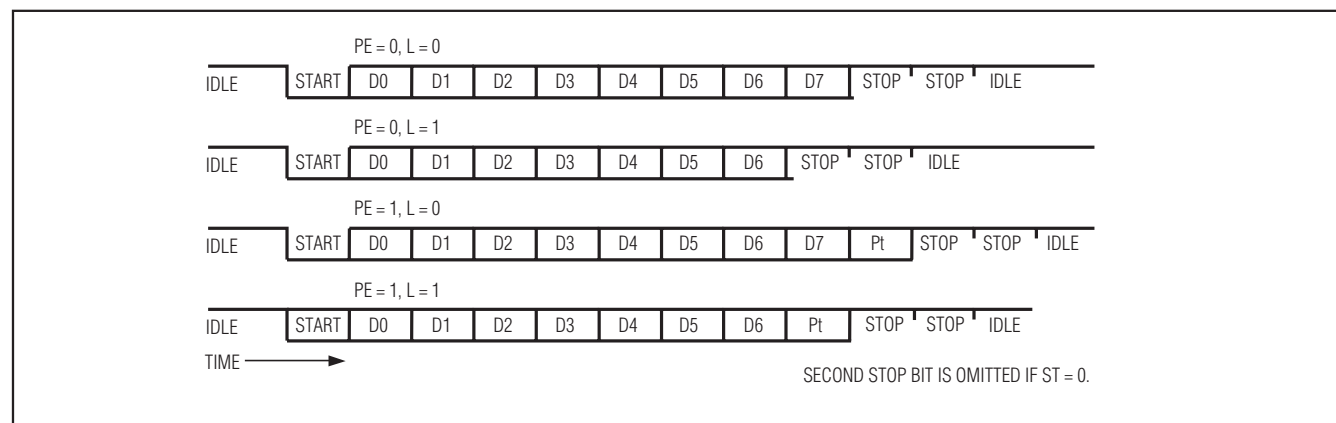 PE = 0, L = 0
IDLE START D0 D1 D2 D3 D4 D5 D6 D7 STOP STOP IDLE
PE = 0, L = 1
IDLE START D0 D1 D2 D3 D4 D5 D6 STOP STOP IDLE
PE = 1, L = 0
IDLE START D0 D1 D2 D3 D4 D5 D6 D7 Pt STOP STOP IDLE
PE = 1, L = 1
IDLE START D0 D1 D2 D3 D4 D5 D6 Pt STOP STOP IDLE
TIME
SECOND STOP BIT IS OMITTED IF ST = 0.